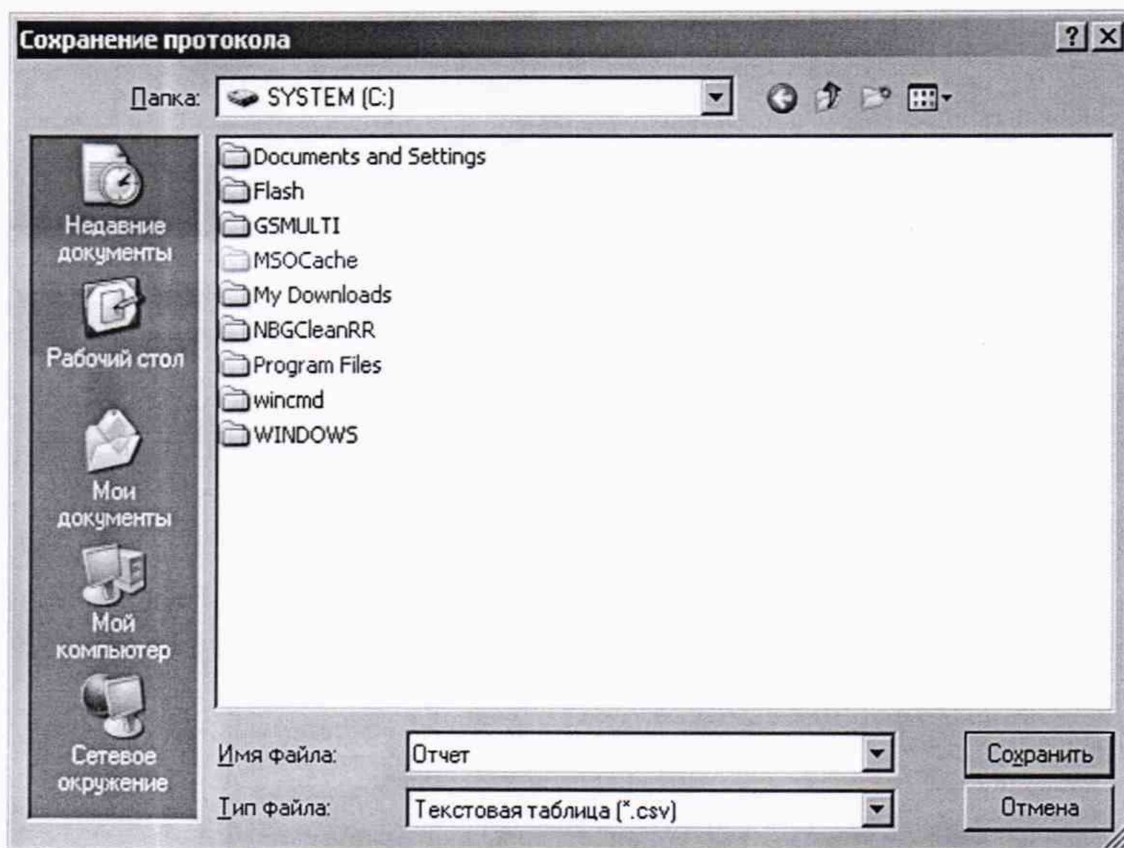 Сохранение протокола
Папка: SYSTEM (C:)
Недавние
документы
Рабочий стол
Мои
документы
Мой
компьютер
Сетевое
окружение
Documents and Settings
Flash
GSMULTI
MSOCache
My Downloads
NBGCleanRR
Program Files
wincmd
WINDOWS
Имя файла: Отчет
Сохранить
Тип файла: Текстовая таблица (*.csv)
Отмена